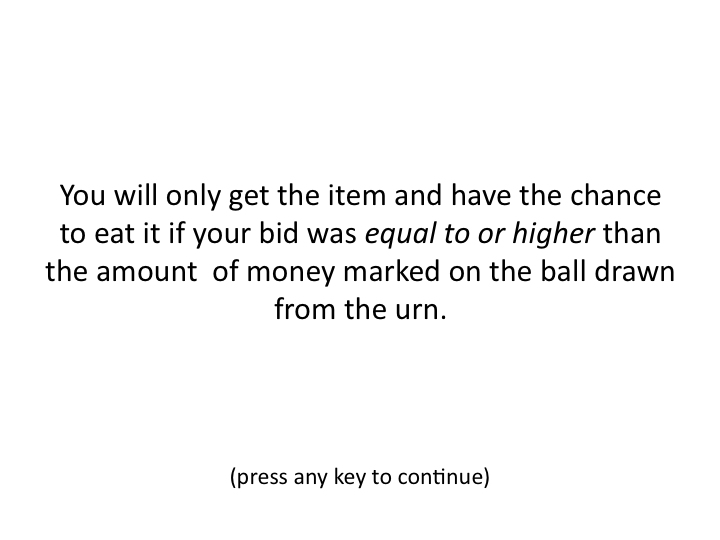 You will only get the item and have the chance
to eat it if your bid was equal to or higher than
the amount  of money marked on the ball drawn
from the urn.
(press any key to continue)